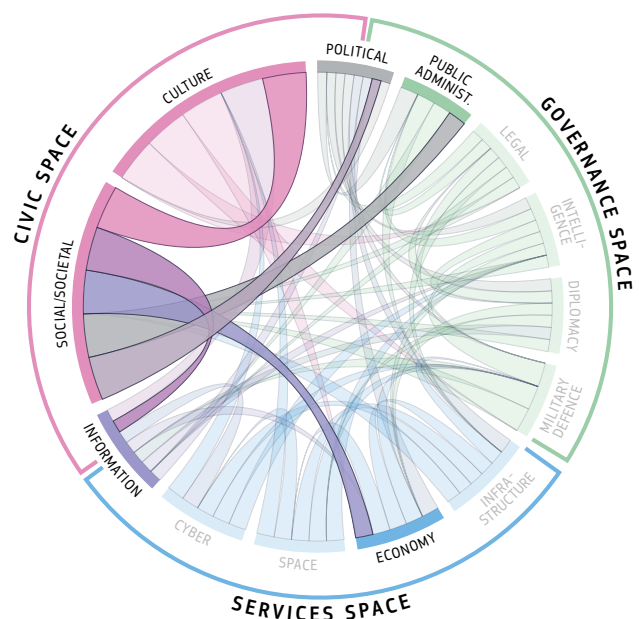 CIVIC SPACE
GOVERNANCE SPACE
SERVICES SPACE
CULTURE
POLITICAL
PUBLIC
ADMINIST.
LEGAL
INTELLI-
GENCE
DIPLOMACY
MILITARY
DEFENCE
INFRA-
STRUCTURE
ECONOMY
SPACE
CYBER
INFORMATION
SOCIAL/SOCIETAL